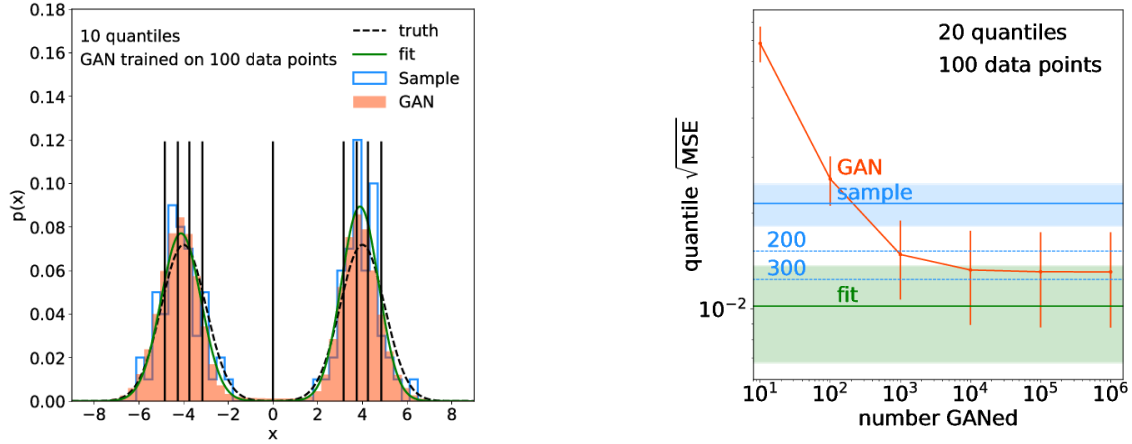 0.18
0.16
0.14
0.12
0.10
0.08
0.06
0.04
0.02
0.00
p(x)
10 quantiles
GAN trained on 100 data points
truth
fit
Sample
GAN
−8 −6 −4 −2 0 2 4 6 8
x
quantile √MSE
10⁻²
20 quantiles
100 data points
GAN
sample
200
300
fit
10¹ 10² 10³ 10⁴ 10⁵ 10⁶
number GANed